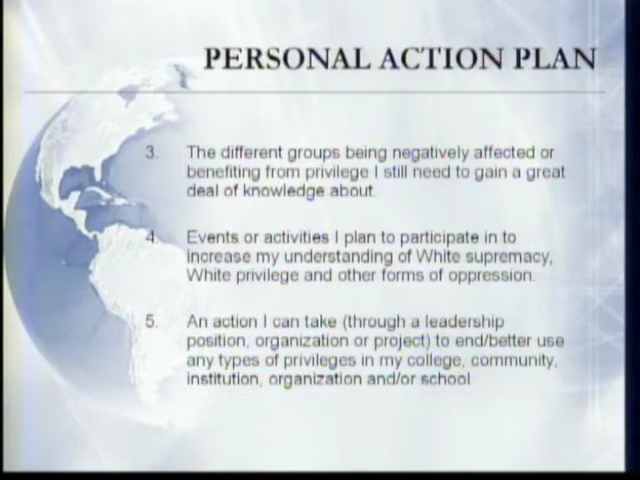 PERSONAL ACTION PLAN
3. The different groups being negatively affected or
benefiting from privilege I still need to gain a great
deal of knowledge about.
4. Events or activities I plan to participate in to
increase my understanding of White supremacy,
White privilege and other forms of oppression.
5. An action I can take (through a leadership
position, organization or project) to end/better use
any types of privileges in my college, community,
institution, organization and/or school.